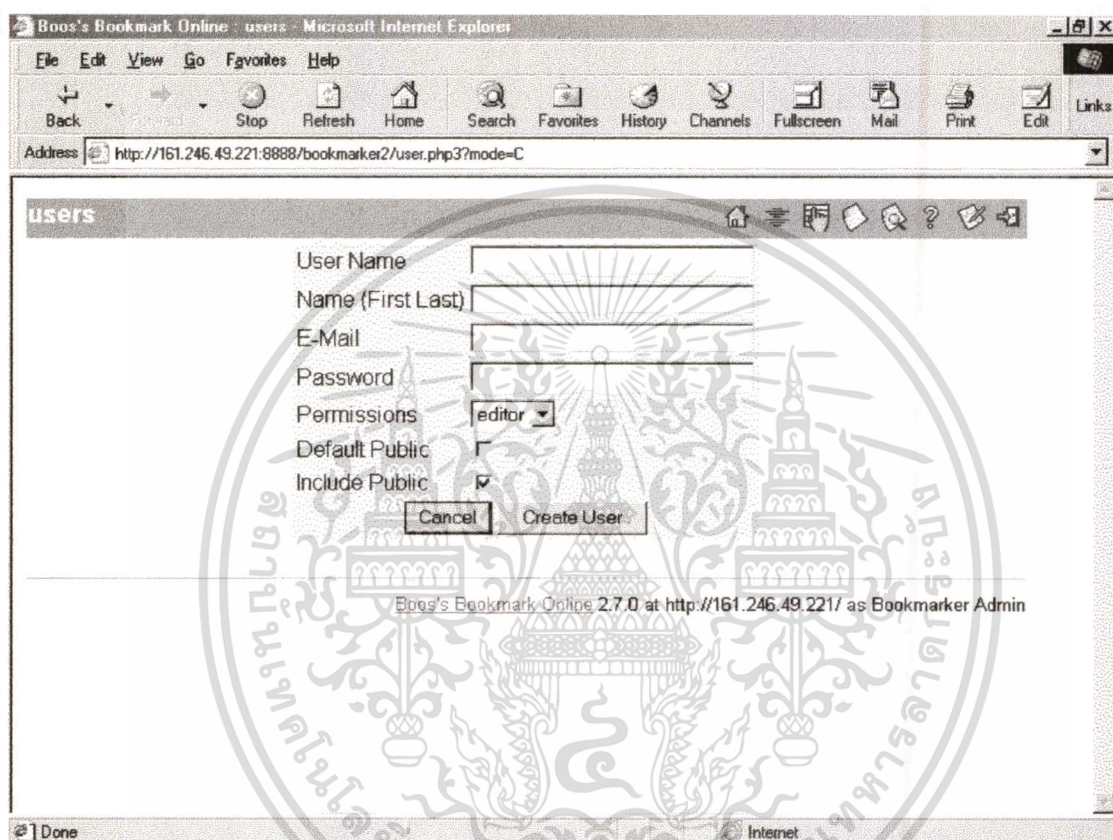 Boos's Bookmark Online : users - Microsoft Internet Explorer
File Edit View Go Favorites Help
Back Stop Refresh Home Search Favorites History Channels Fullscreen Mail Print Edit Links
Address http://161.246.49.221:8888/bookmarker2/user.php3?mode=C
users
User Name
Name (First Last)
E-Mail
Password
Permissions editor
Default Public
Include Public
Cancel Create User
Boos's Bookmark Online 2.7.0 at http://161.246.49.221/ as Bookmarker Admin
Done Internet